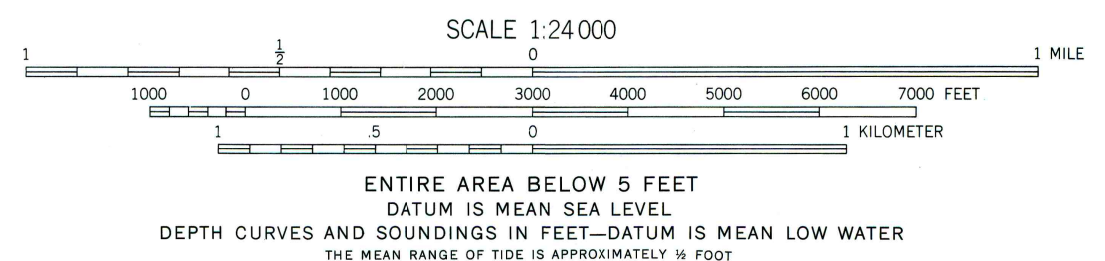 SCALE 1:24 000
1 ½ 0 1 MILE
1000 0 1000 2000 3000 4000 5000 6000 7000 FEET
1 .5 0 1 KILOMETER
ENTIRE AREA BELOW 5 FEET
DATUM IS MEAN SEA LEVEL
DEPTH CURVES AND SOUNDINGS IN FEET—DATUM IS MEAN LOW WATER
THE MEAN RANGE OF TIDE IS APPROXIMATELY ½ FOOT